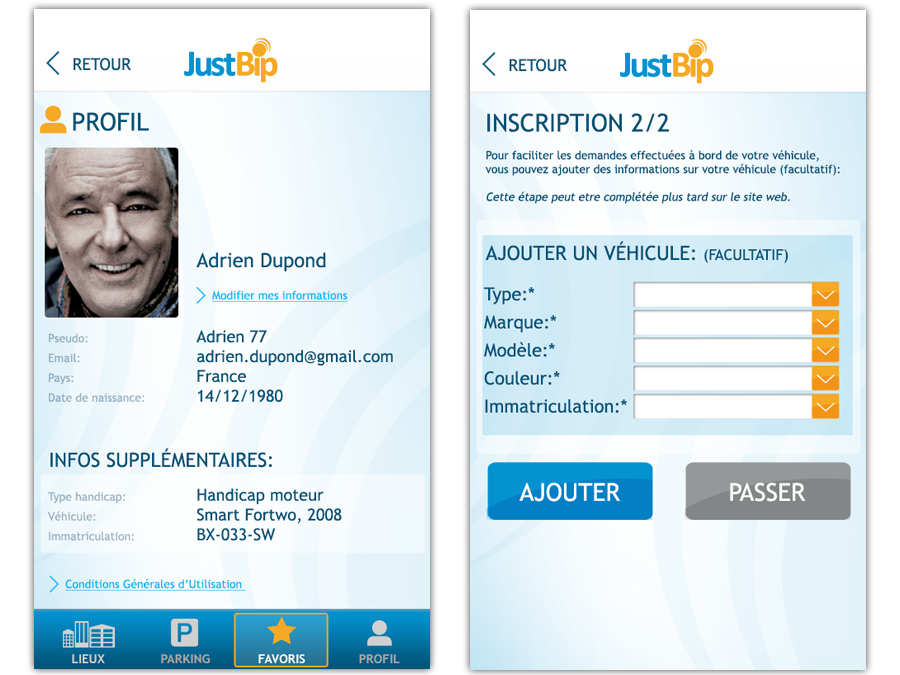 RETOUR
JustBip
PROFIL
Adrien Dupond
Modifier mes informations
Pseudo: Adrien 77
Email: adrien.dupond@gmail.com
Pays: France
Date de naissance: 14/12/1980
INFOS SUPPLÉMENTAIRES:
Type handicap: Handicap moteur
Véhicule: Smart Fortwo, 2008
Immatriculation: BX-033-SW
Conditions Générales d'Utilisation
LIEUX
P
PARKING
FAVORIS
PROFIL
RETOUR
JustBip
INSCRIPTION 2/2
Pour faciliter les demandes effectuées à bord de votre véhicule,
vous pouvez ajouter des informations sur votre véhicule (facultatif):
Cette étape peut etre complétée plus tard sur le site web.
AJOUTER UN VÉHICULE: (FACULTATIF)
Type:*
Marque:*
Modèle:*
Couleur:*
Immatriculation:*
AJOUTER
PASSER